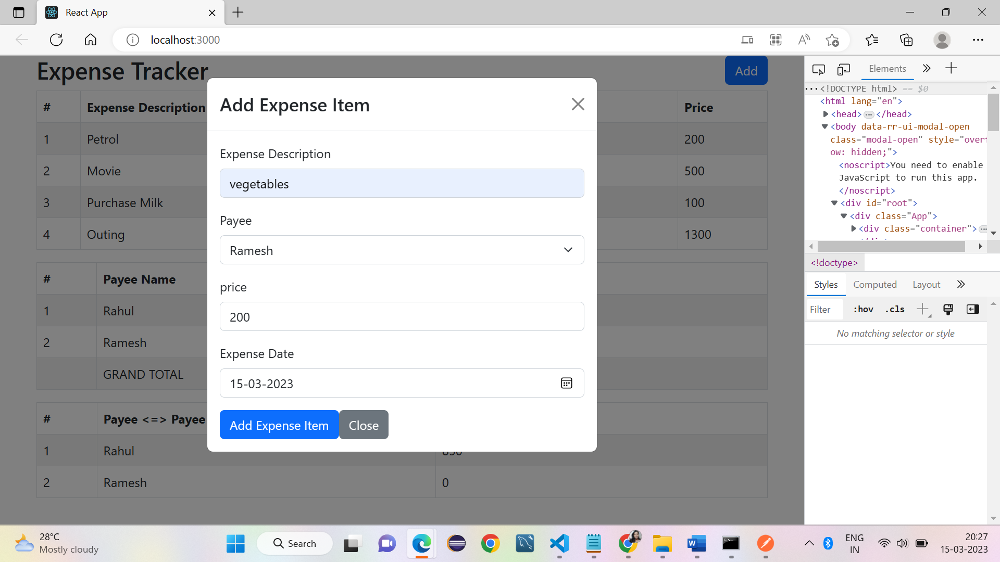 React App
localhost:3000
Expense Tracker
Add
# Expense Description Price
1 Petrol 200
2 Movie 500
3 Purchase Milk 100
4 Outing 1300
# Payee Name
1 Rahul
2 Ramesh
GRAND TOTAL
# Payee <=> Payee
1 Rahul
2 Ramesh 0
Add Expense Item
Expense Description
vegetables
Payee
Ramesh
price
200
Expense Date
15-03-2023
Add Expense Item Close
Elements
<!DOCTYPE html> == $0
<html lang="en">
<head> ... </head>
<body data-rr-ui-modal-open
class="modal-open" style="overf
ow: hidden;">
<noscript>You need to enable
JavaScript to run this app.
</noscript>
<div id="root">
<div class="App">
<div class="container">
<!doctype>
Styles Computed Layout
Filter :hov .cls
No matching selector or style
28°C
Mostly cloudy
Search
ENG
IN
20:27
15-03-2023